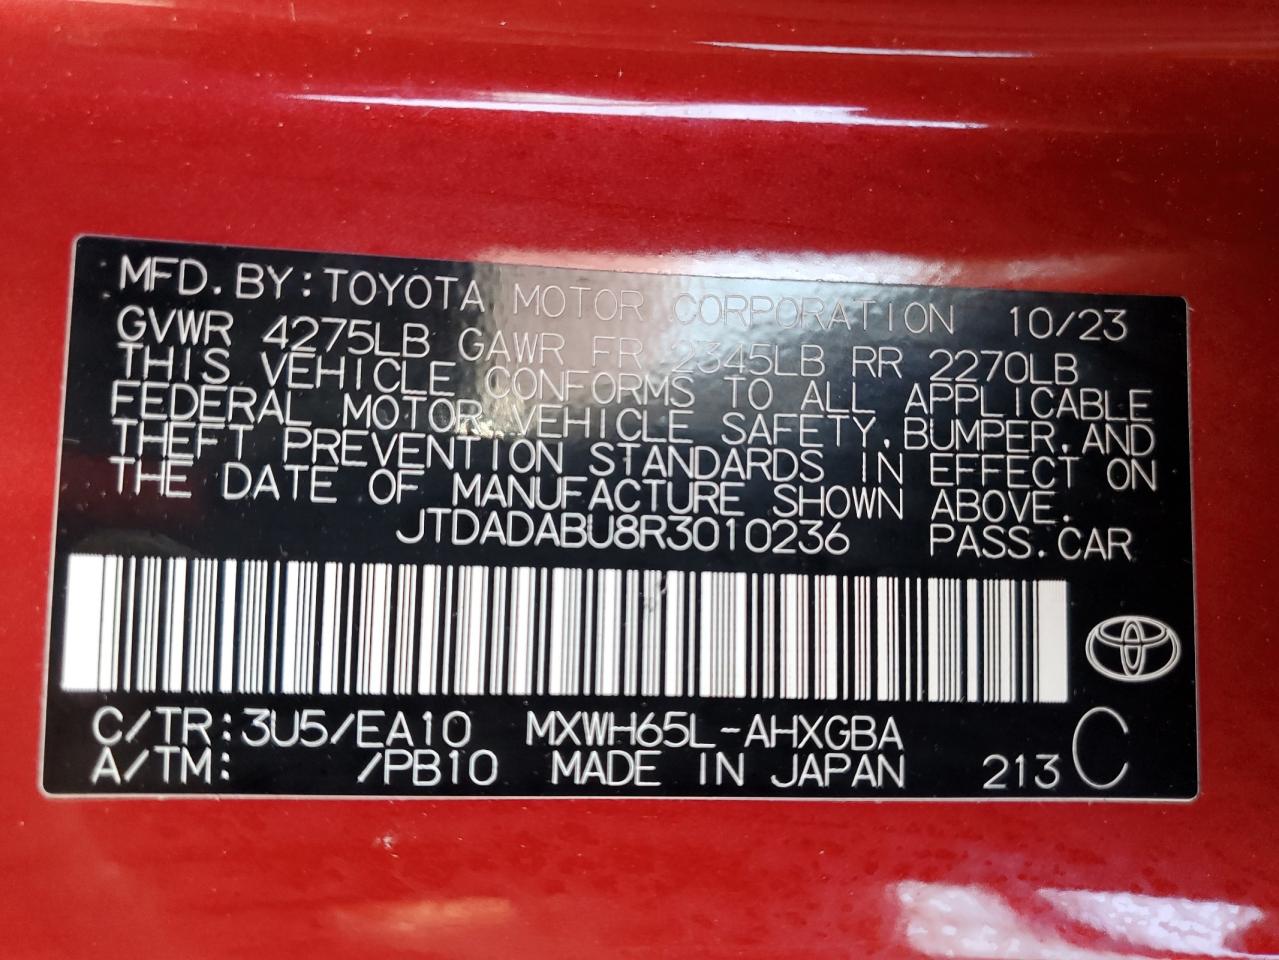 MFD. BY: TOYOTA MOTOR CORPORATION 10/23
GVWR 4275LB GAWR FR 2345LB RR 2270LB
THIS VEHICLE CONFORMS TO ALL APPLICABLE
FEDERAL MOTOR VEHICLE SAFETY, BUMPER, AND
THEFT PREVENTION STANDARDS IN EFFECT ON
THE DATE OF MANUFACTURE SHOWN ABOVE.
JTDADABU8R3010236 PASS. CAR
C/TR: 3U5/EA10 MXWH65L-AHXGBA
A/TM: /PB10 MADE IN JAPAN 213 C